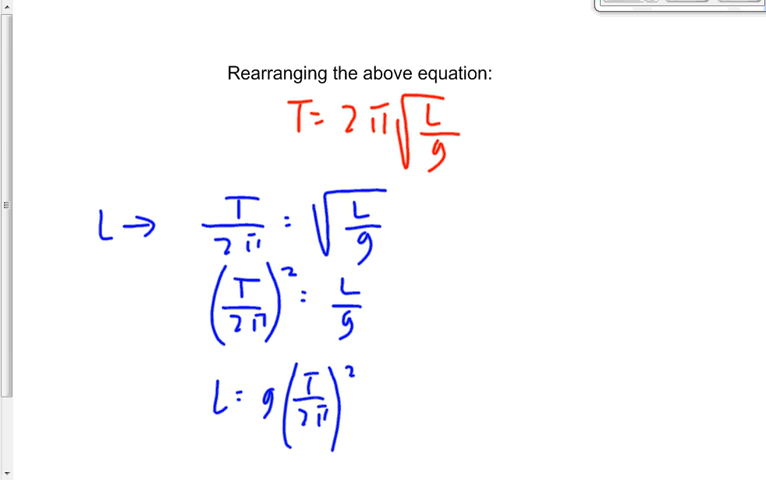 Rearranging the above equation:
T = 2π√(L/g)
L → T/2π = √(L/g)
(T/2π)² = L/g
L = g(T/2π)²